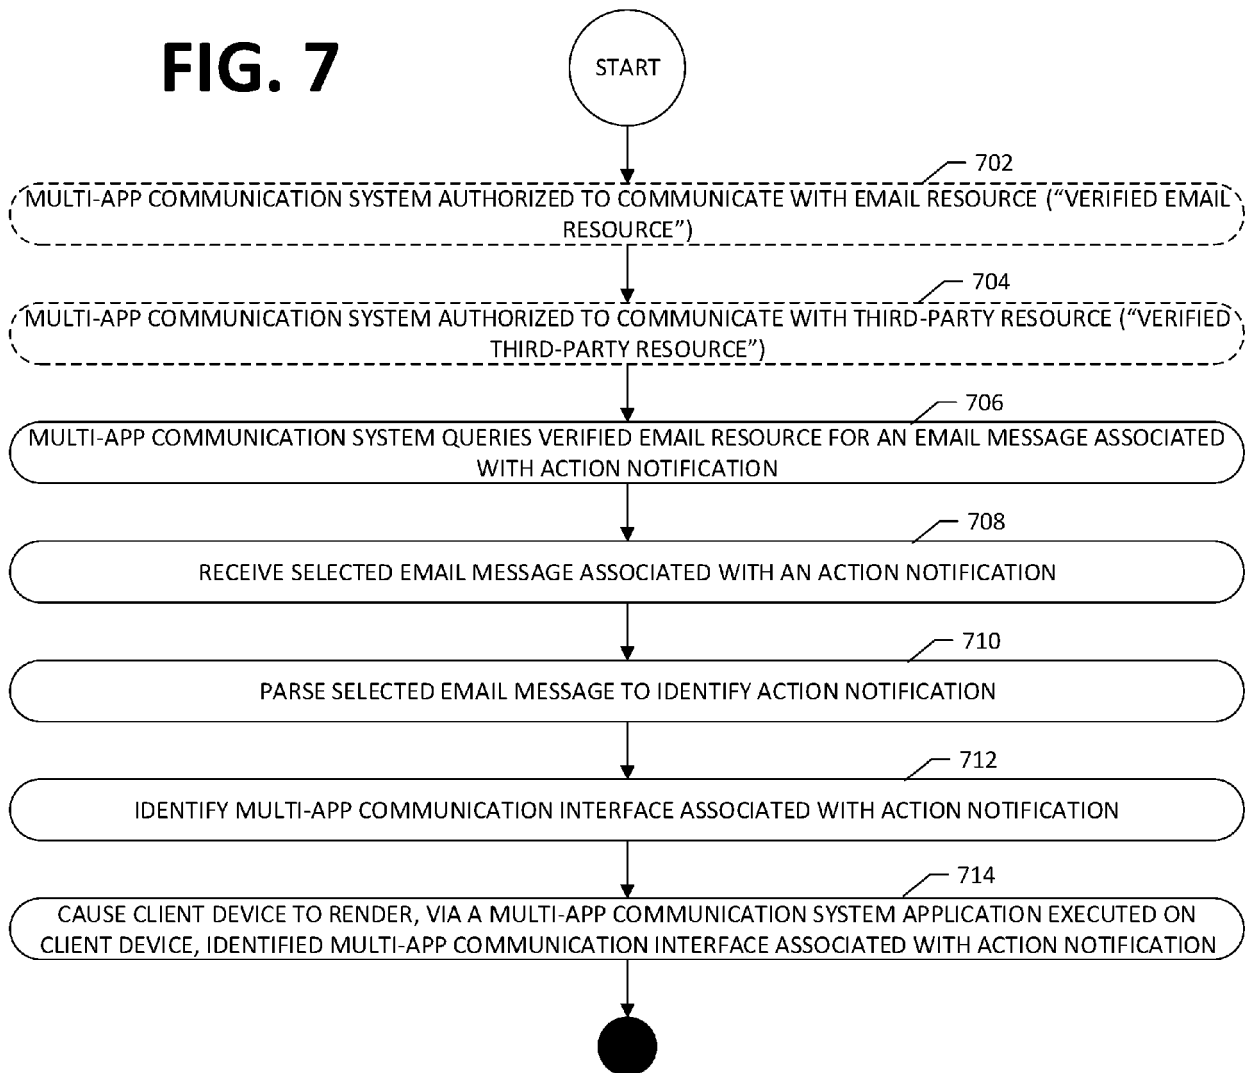 FIG. 7
START
702
MULTI-APP COMMUNICATION SYSTEM AUTHORIZED TO COMMUNICATE WITH EMAIL RESOURCE (“VERIFIED EMAIL
RESOURCE”)
704
MULTI-APP COMMUNICATION SYSTEM AUTHORIZED TO COMMUNICATE WITH THIRD-PARTY RESOURCE (“VERIFIED
THIRD-PARTY RESOURCE”)
706
MULTI-APP COMMUNICATION SYSTEM QUERIES VERIFIED EMAIL RESOURCE FOR AN EMAIL MESSAGE ASSOCIATED
WITH ACTION NOTIFICATION
708
RECEIVE SELECTED EMAIL MESSAGE ASSOCIATED WITH AN ACTION NOTIFICATION
710
PARSE SELECTED EMAIL MESSAGE TO IDENTIFY ACTION NOTIFICATION
712
IDENTIFY MULTI-APP COMMUNICATION INTERFACE ASSOCIATED WITH ACTION NOTIFICATION
714
CAUSE CLIENT DEVICE TO RENDER, VIA A MULTI-APP COMMUNICATION SYSTEM APPLICATION EXECUTED ON
CLIENT DEVICE, IDENTIFIED MULTI-APP COMMUNICATION INTERFACE ASSOCIATED WITH ACTION NOTIFICATION